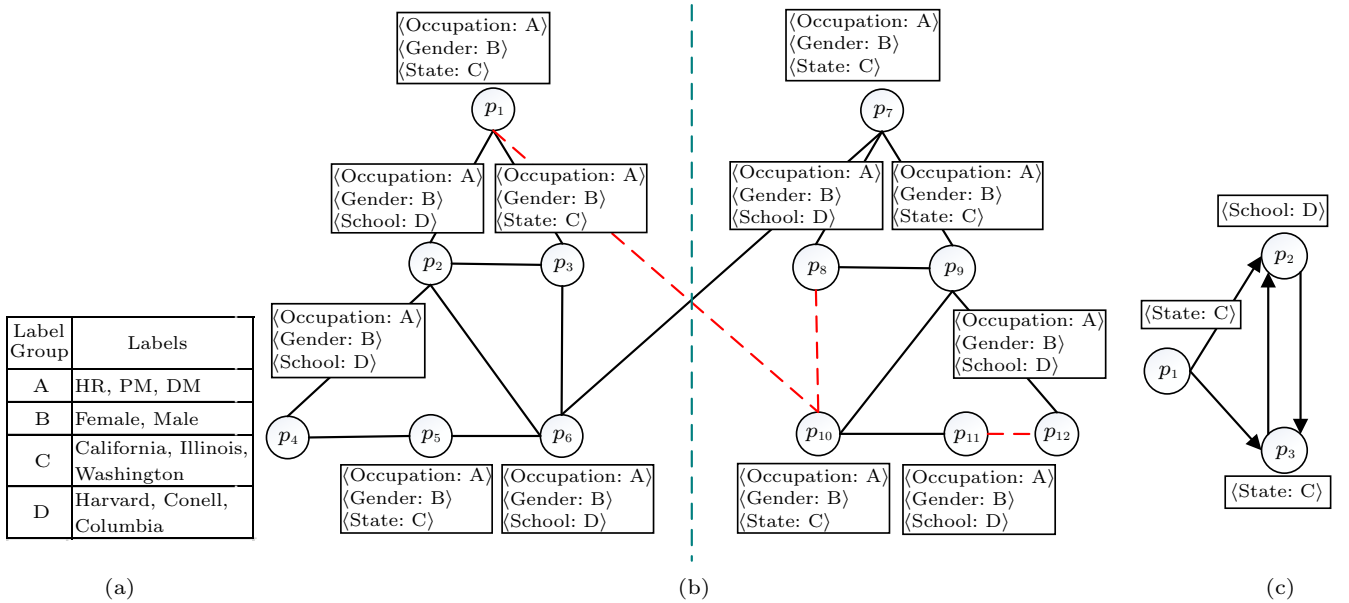 ⟨Occupation: A⟩
⟨Gender: B⟩
⟨State: C⟩
p1
⟨Occupation: A⟩
⟨Gender: B⟩
⟨School: D⟩
⟨Occupation: A⟩
⟨Gender: B⟩
⟨State: C⟩
p2
p3
⟨Occupation: A⟩
⟨Gender: B⟩
⟨School: D⟩
p4
p5
p6
⟨Occupation: A⟩
⟨Gender: B⟩
⟨State: C⟩
⟨Occupation: A⟩
⟨Gender: B⟩
⟨School: D⟩
⟨Occupation: A⟩
⟨Gender: B⟩
⟨State: C⟩
p7
⟨Occupation: A⟩
⟨Gender: B⟩
⟨School: D⟩
⟨Occupation: A⟩
⟨Gender: B⟩
⟨State: C⟩
p8
p9
⟨Occupation: A⟩
⟨Gender: B⟩
⟨School: D⟩
p10
p11
p12
⟨Occupation: A⟩
⟨Gender: B⟩
⟨State: C⟩
⟨Occupation: A⟩
⟨Gender: B⟩
⟨School: D⟩
Label
Group
Labels
A
HR, PM, DM
B
Female, Male
C
California, Illinois,
Washington
D
Harvard, Conell,
Columbia
⟨School: D⟩
p2
⟨State: C⟩
p1
p3
⟨State: C⟩
(a)
(b)
(c)